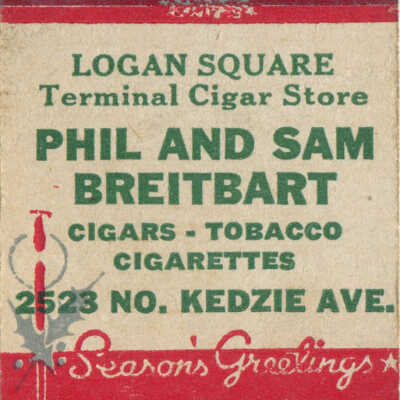 LOGAN SQUARE
Terminal Cigar Store
PHIL AND SAM
BREITBART
CIGARS - TOBACCO
CIGARETTES
2523 NO. KEDZIE AVE.
Season's Greetings